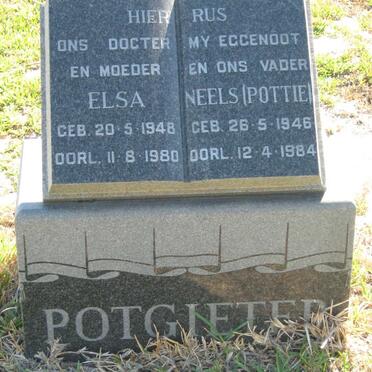 HIER RUS
ONS DOGTER
EN MOEDER
ELSA
GEB. 20·5·1948
OORL. 11·8·1980
MY EGGENOOT
EN ONS VADER
NEELS (POTTIE)
GEB. 26·5·1946
OORL. 12·4·1984
POTGIETER